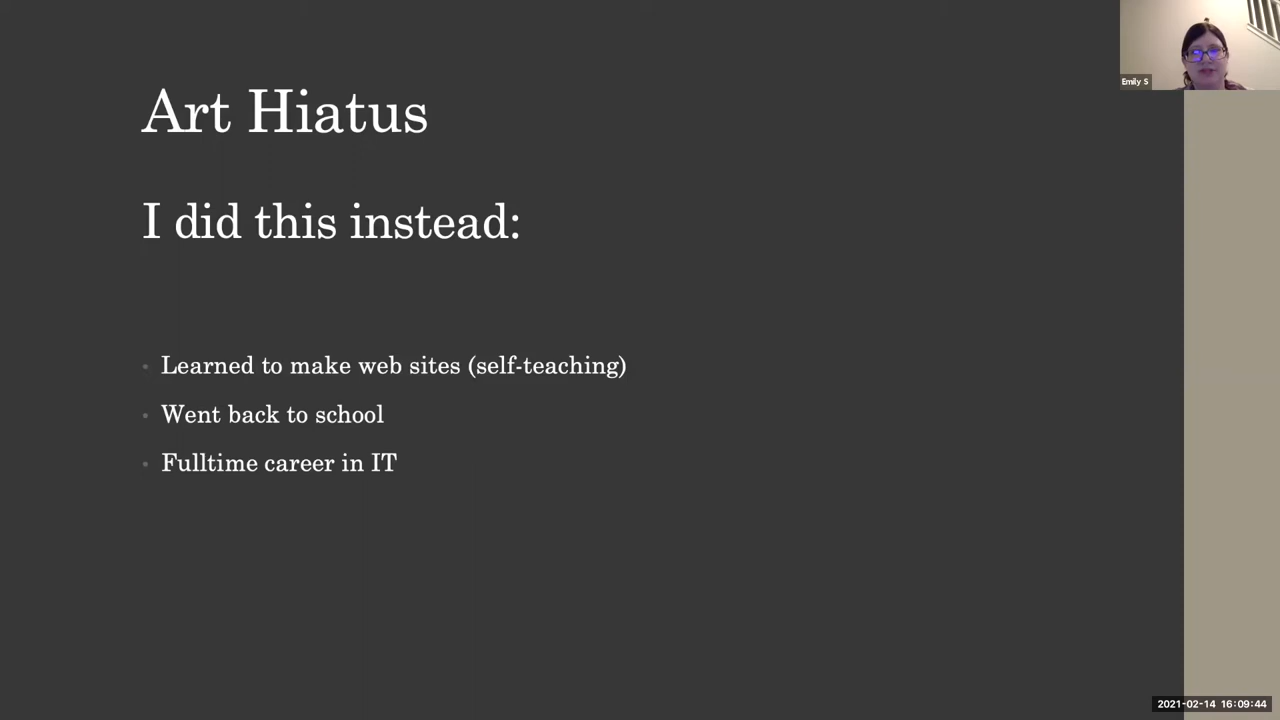 Emily S
Art Hiatus
I did this instead:
Learned to make web sites (self-teaching)
Went back to school
Fulltime career in IT
2021-02-14 16:09:44